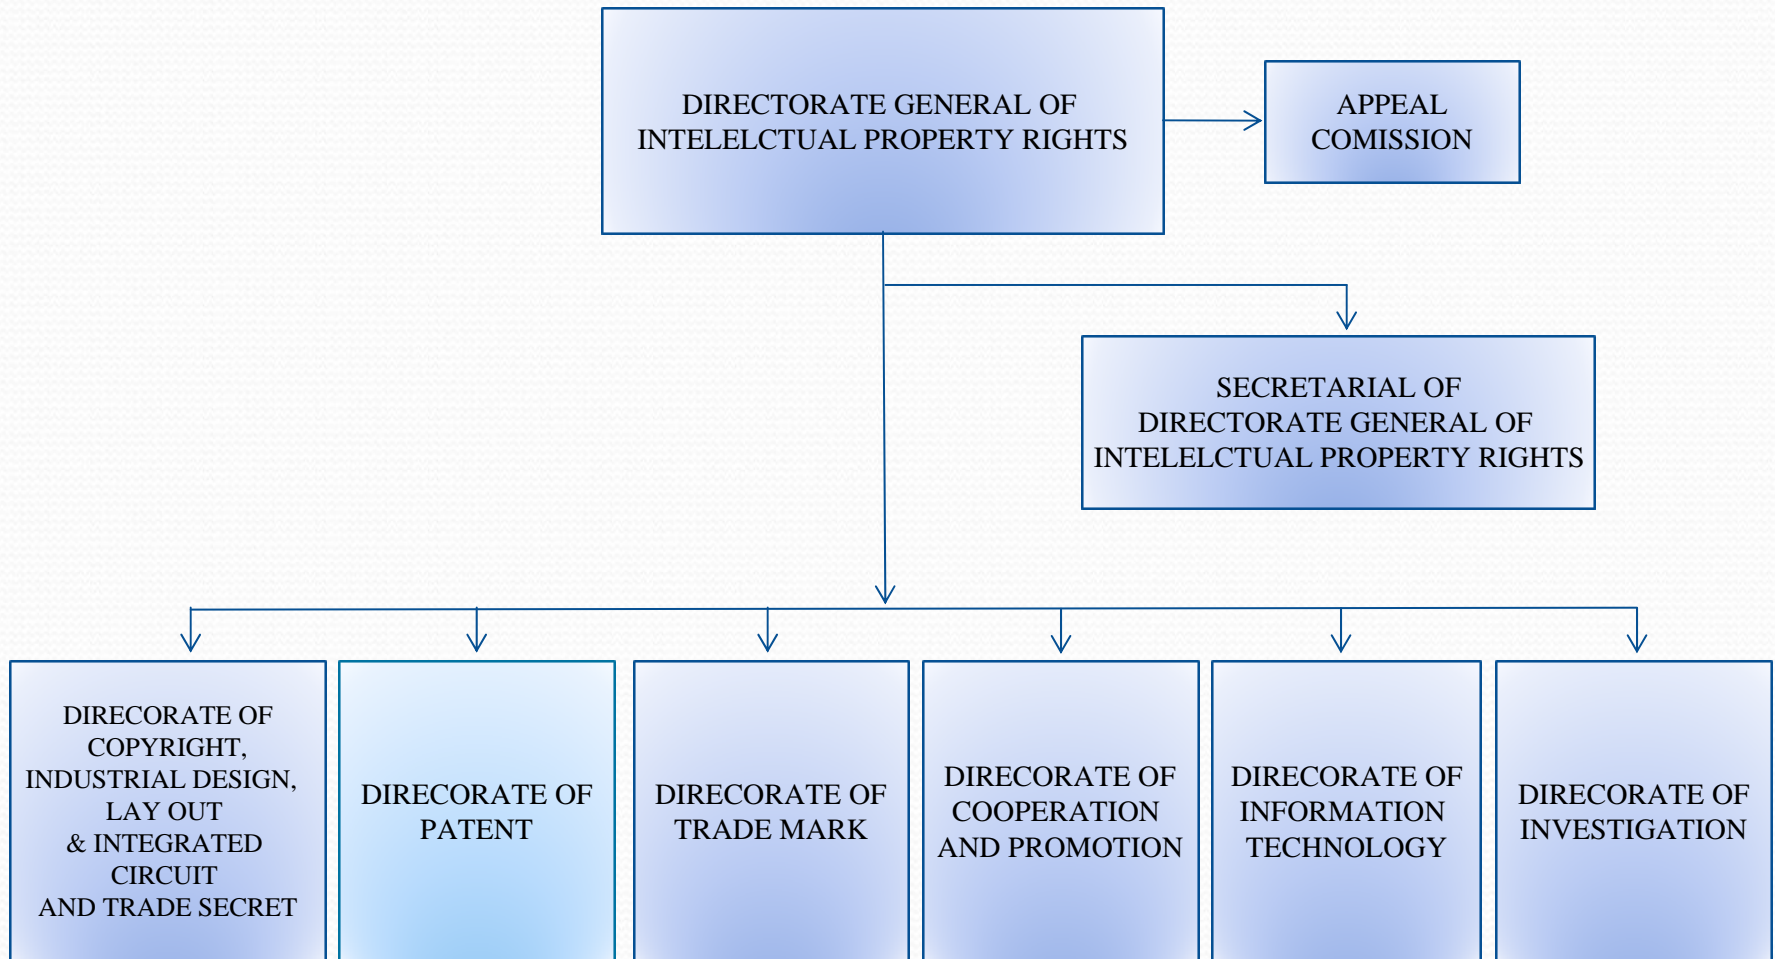 DIRECTORATE GENERAL OF
INTELELCTUAL PROPERTY RIGHTS
APPEAL
COMISSION
SECRETARIAL OF
DIRECTORATE GENERAL OF
INTELELCTUAL PROPERTY RIGHTS
DIRECORATE OF
COPYRIGHT,
INDUSTRIAL DESIGN,
LAY OUT
& INTEGRATED
CIRCUIT
AND TRADE SECRET
DIRECORATE OF
PATENT
DIRECORATE OF
TRADE MARK
DIRECORATE OF
COOPERATION
AND PROMOTION
DIRECORATE OF
INFORMATION
TECHNOLOGY
DIRECORATE OF
INVESTIGATION